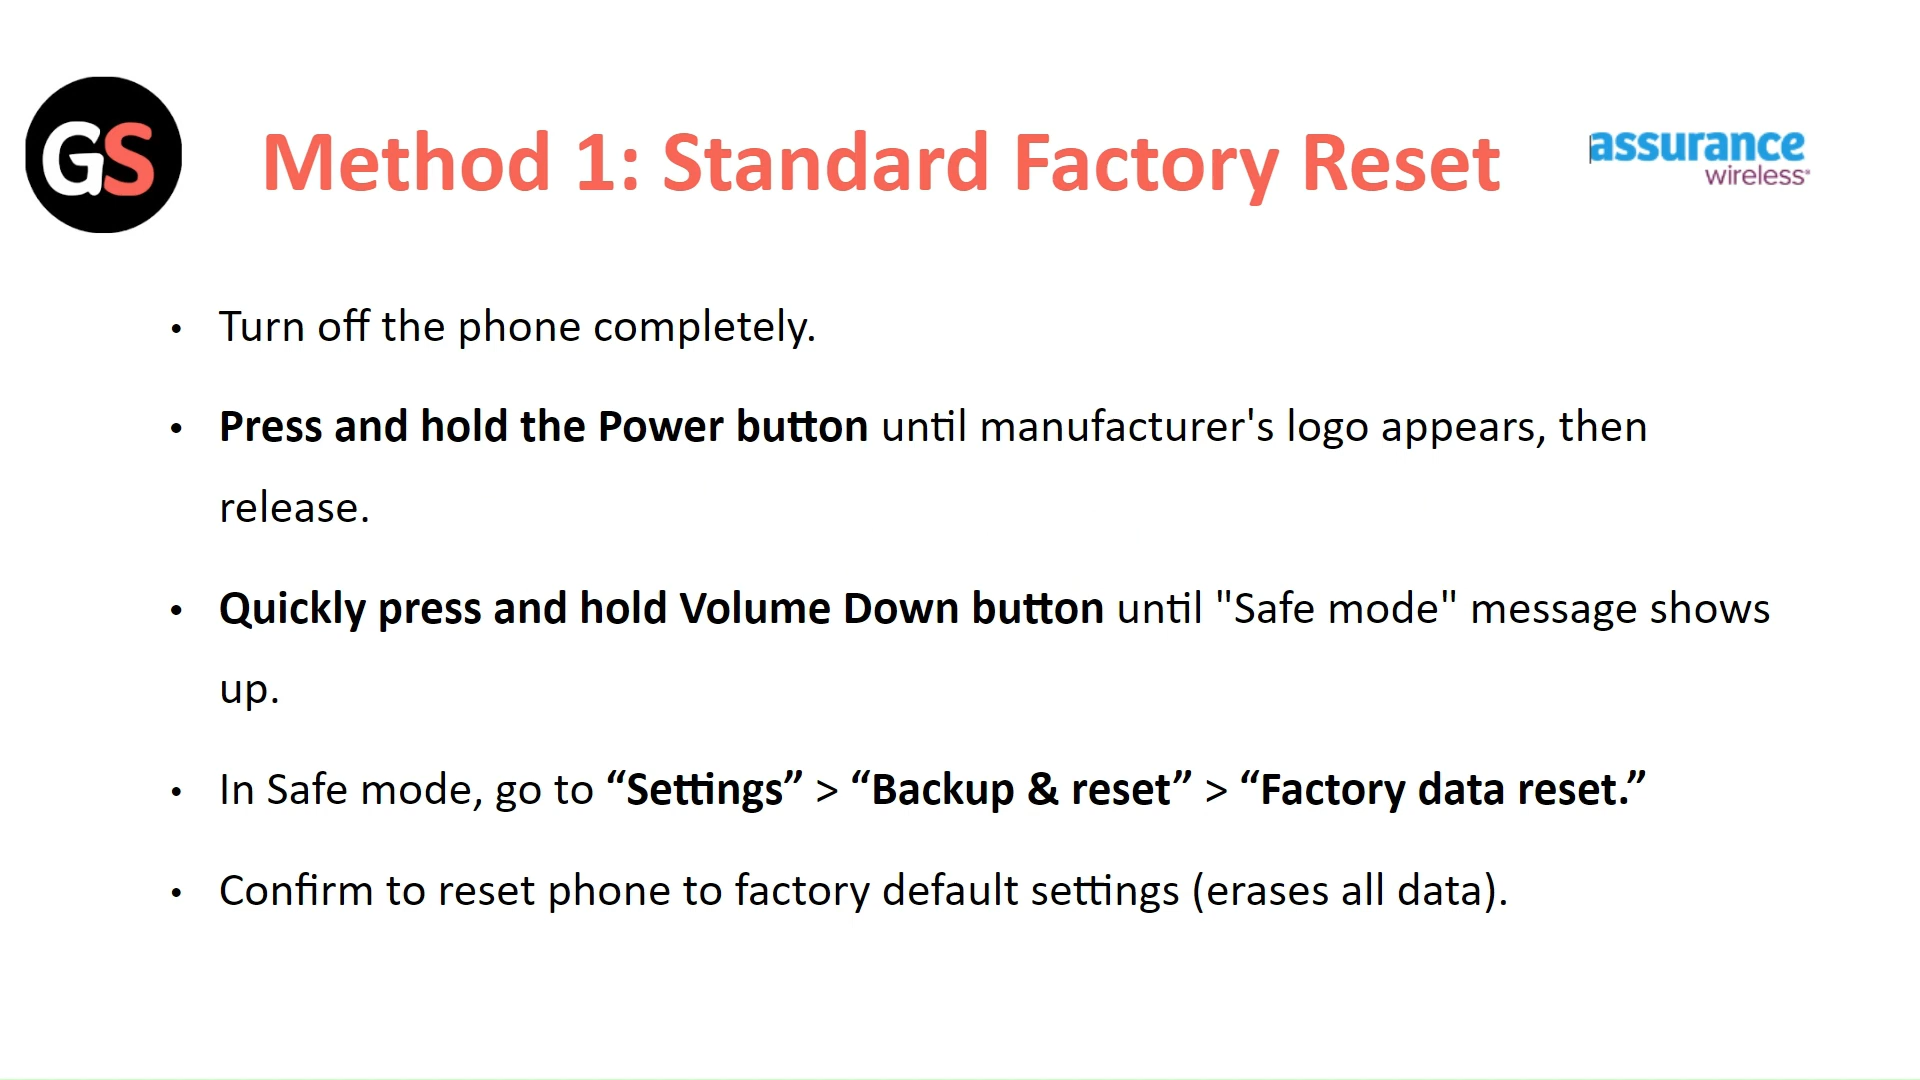 GS
Method 1: Standard Factory Reset
assurance
wireless®
• Turn off the phone completely.
• Press and hold the Power button until manufacturer's logo appears, then
release.
• Quickly press and hold Volume Down button until "Safe mode" message shows
up.
• In Safe mode, go to “Settings” > “Backup & reset” > “Factory data reset.”
• Confirm to reset phone to factory default settings (erases all data).